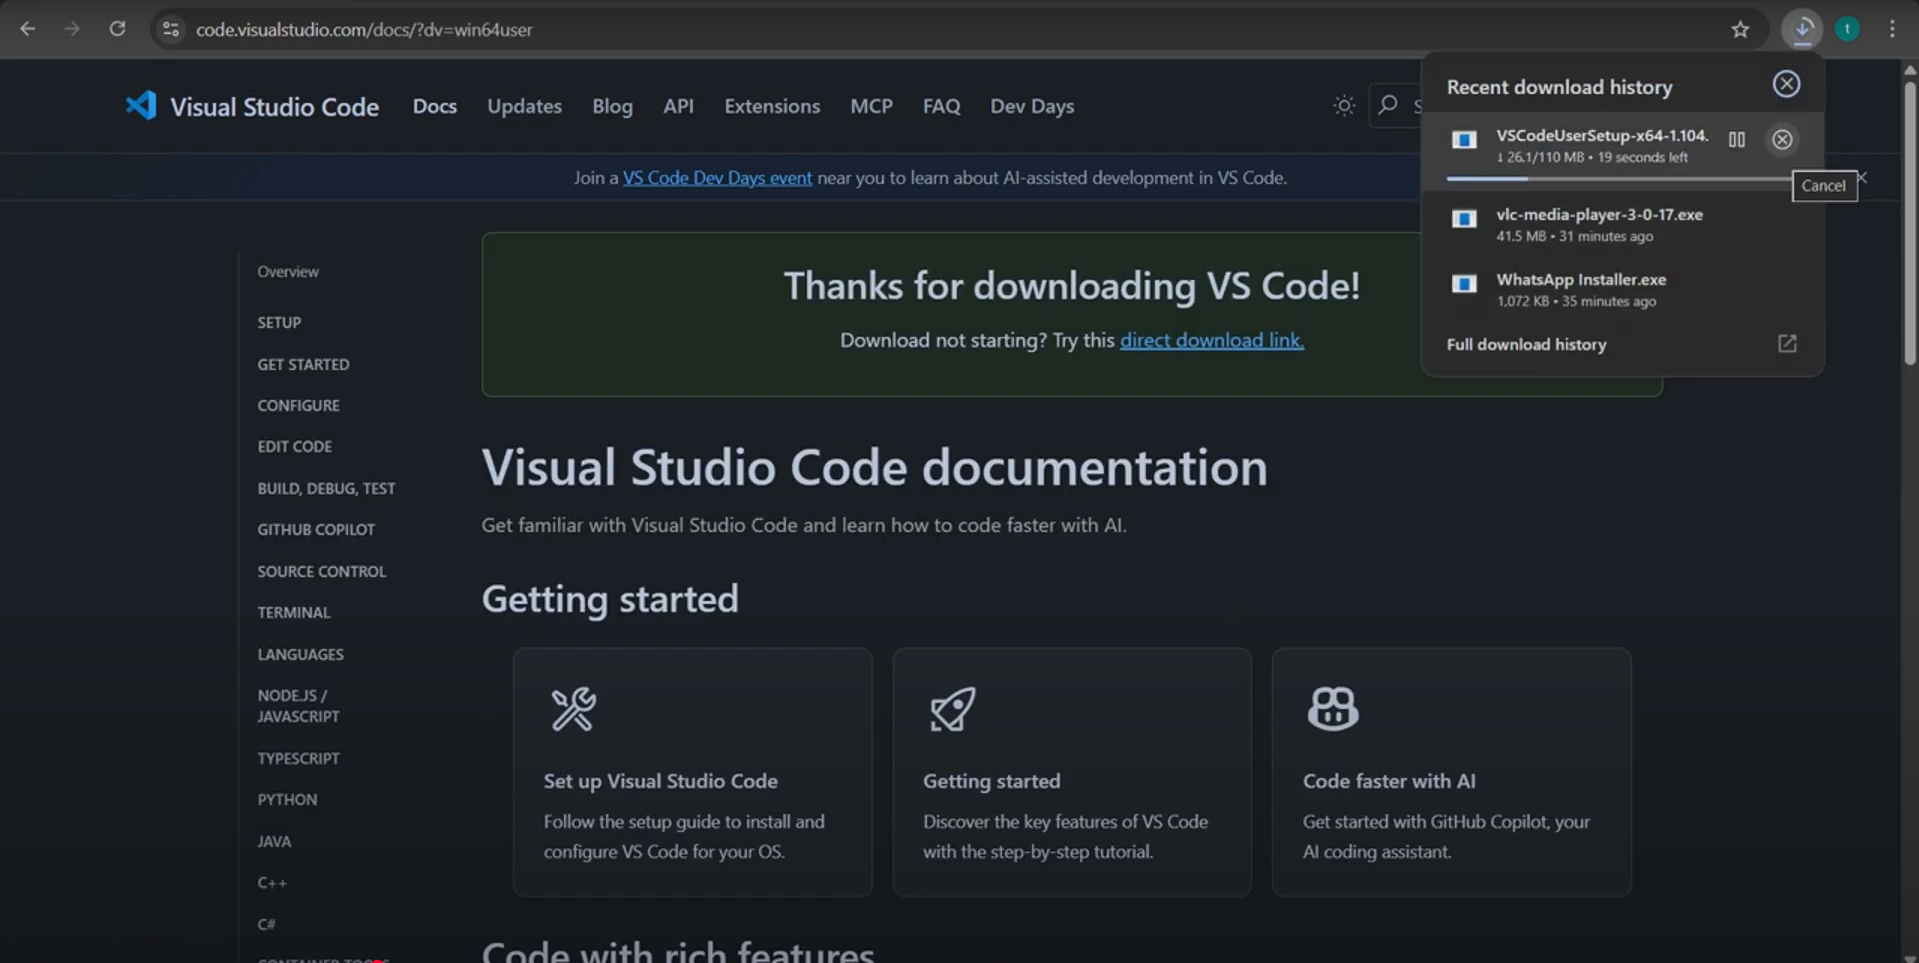 code.visualstudio.com/docs/?dv=win64user
t
Visual Studio Code
Docs
Updates
Blog
API
Extensions
MCP
FAQ
Dev Days
Recent download history
VSCodeUserSetup-x64-1.104.
↓ 26.1/110 MB • 19 seconds left
Cancel
vlc-media-player-3-0-17.exe
41.5 MB • 31 minutes ago
WhatsApp Installer.exe
1,072 KB • 35 minutes ago
Full download history
Join a VS Code Dev Days event near you to learn about AI-assisted development in VS Code.
Overview
SETUP
GET STARTED
CONFIGURE
EDIT CODE
BUILD, DEBUG, TEST
GITHUB COPILOT
SOURCE CONTROL
TERMINAL
LANGUAGES
NODE.JS /
JAVASCRIPT
TYPESCRIPT
PYTHON
JAVA
C++
C#
CONTAINER TOOLS
Thanks for downloading VS Code!
Download not starting? Try this direct download link.
Visual Studio Code documentation
Get familiar with Visual Studio Code and learn how to code faster with AI.
Getting started
Set up Visual Studio Code
Follow the setup guide to install and
configure VS Code for your OS.
Getting started
Discover the key features of VS Code
with the step-by-step tutorial.
Code faster with AI
Get started with GitHub Copilot, your
AI coding assistant.
Code with rich features